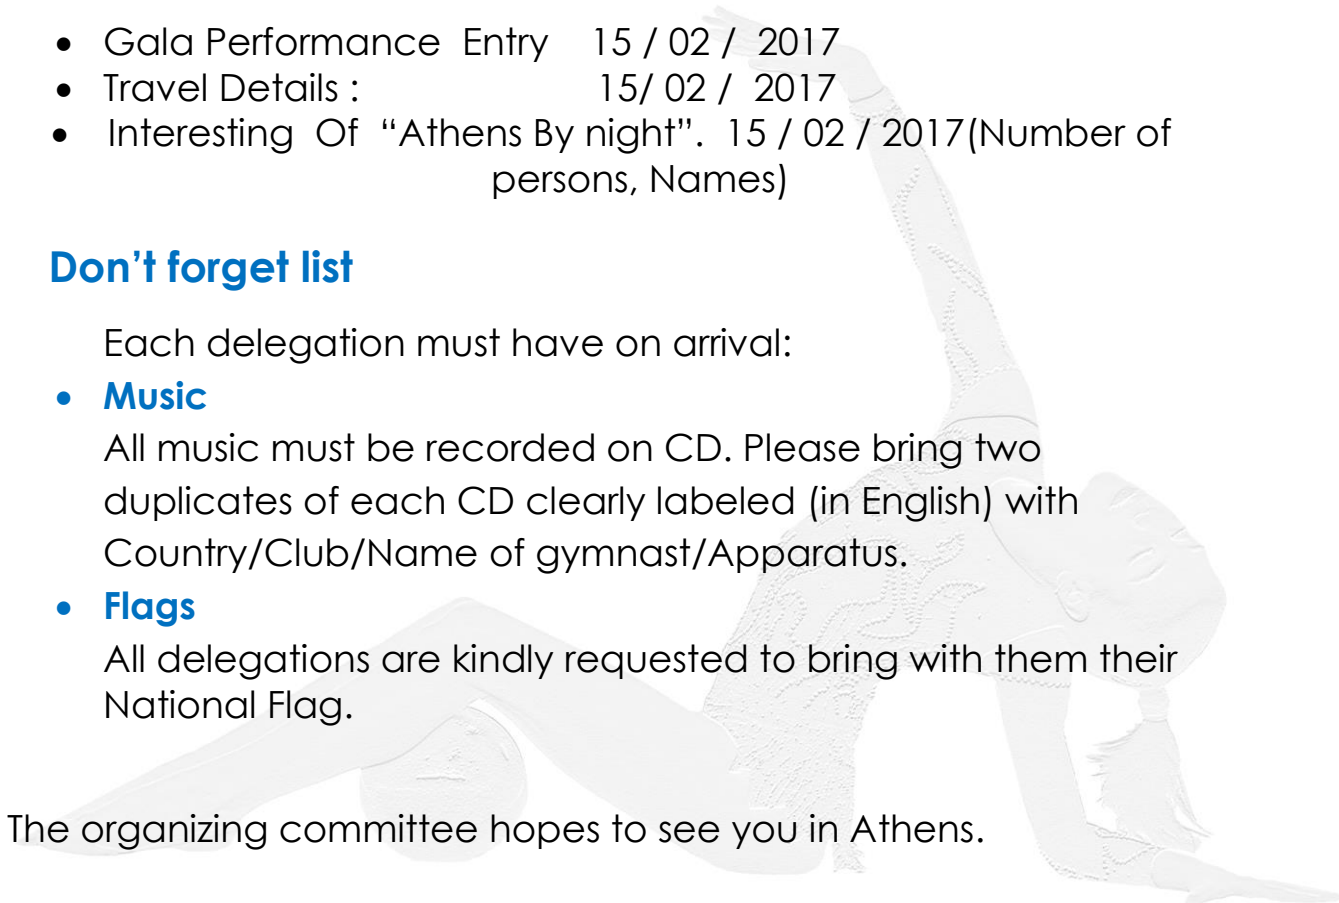 • Gala Performance Entry 15 / 02 / 2017
• Travel Details : 15/ 02 / 2017
• Interesting Of “Athens By night”. 15 / 02 / 2017(Number of
persons, Names)
Don’t forget list
Each delegation must have on arrival:
• Music
All music must be recorded on CD. Please bring two
duplicates of each CD clearly labeled (in English) with
Country/Club/Name of gymnast/Apparatus.
• Flags
All delegations are kindly requested to bring with them their
National Flag.
The organizing committee hopes to see you in Athens.